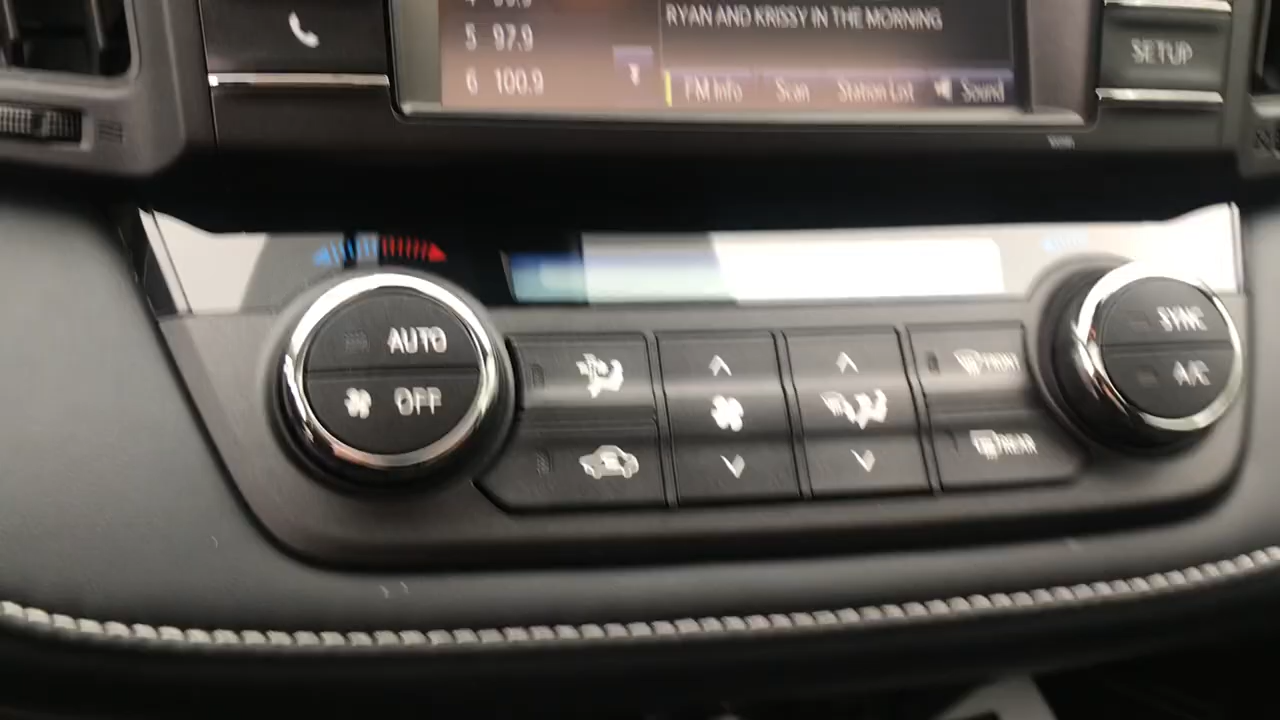 RYAN AND KRISSY IN THE MORNING
5 97.9
6 100.9
FM Info Scan Station List Sound
SETUP
AUTO
OFF
FRONT
REAR
SYNC
A/C